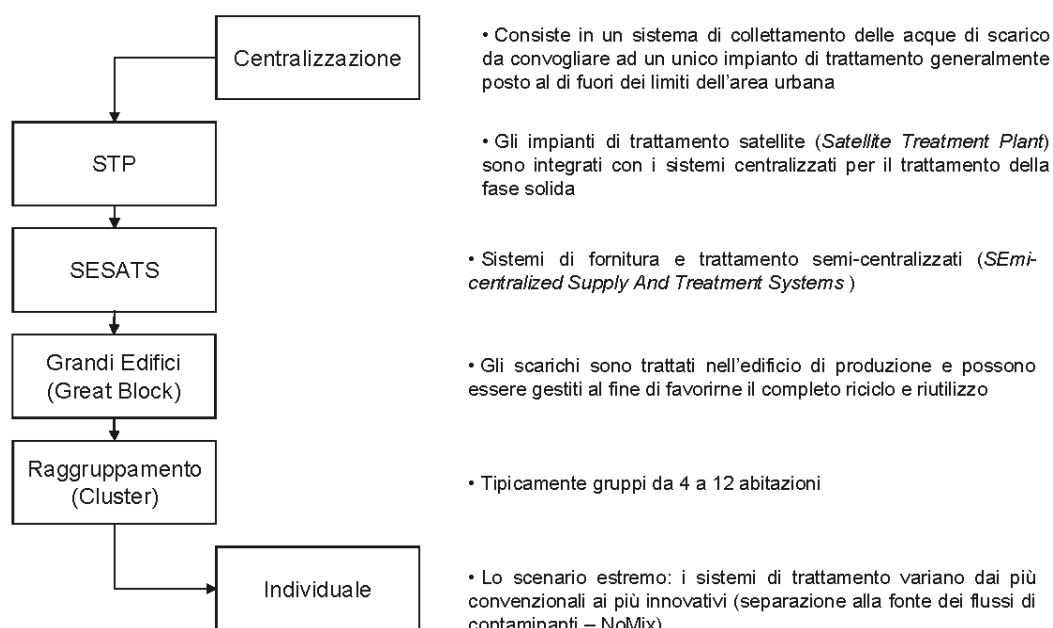 Centralizzazione
• Consiste in un sistema di collettamento delle acque di scarico
da convogliare ad un unico impianto di trattamento generalmente
posto al di fuori dei limiti dell'area urbana
STP
• Gli impianti di trattamento satellite (Satellite Treatment Plant)
sono integrati con i sistemi centralizzati per il trattamento della
fase solida
SESATS
• Sistemi di fornitura e trattamento semi-centralizzati (SEmi-
centralized Supply And Treatment Systems )
Grandi Edifici
(Great Block)
• Gli scarichi sono trattati nell'edificio di produzione e possono
essere gestiti al fine di favorirne il completo riciclo e riutilizzo
Raggruppamento
(Cluster)
• Tipicamente gruppi da 4 a 12 abitazioni
Individuale
• Lo scenario estremo: i sistemi di trattamento variano dai più
convenzionali ai più innovativi (separazione alla fonte dei flussi di
contaminanti – NoMix)